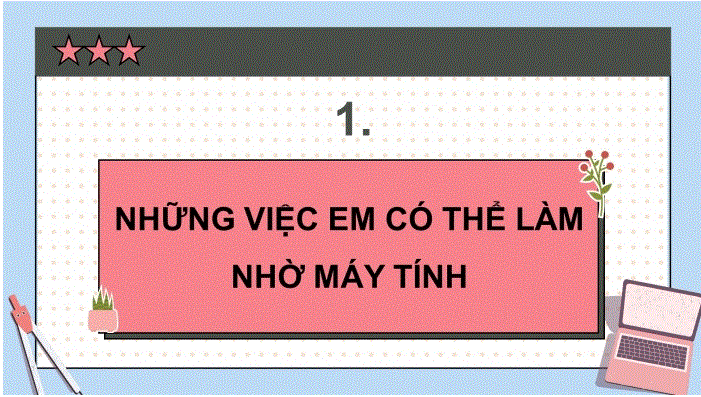 1.
NHỮNG VIỆC EM CÓ THỂ LÀM
NHỜ MÁY TÍNH